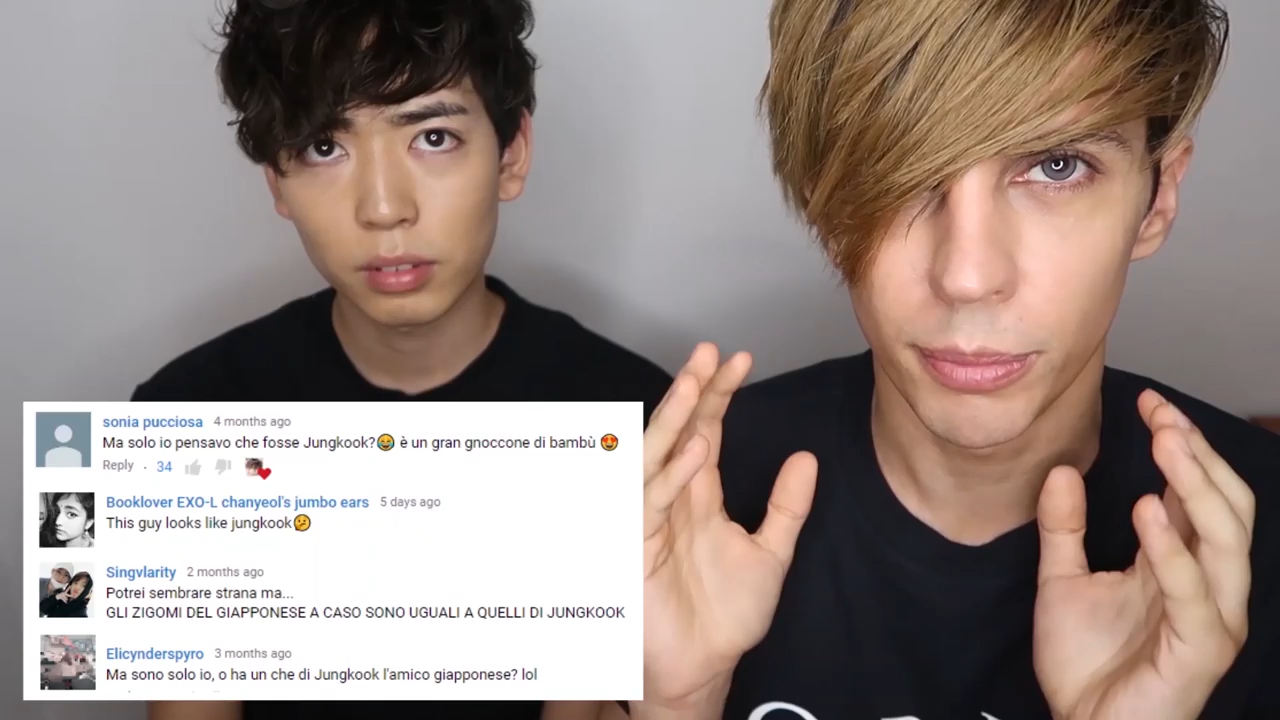 sonia pucciosa 4 months ago
Ma solo io pensavo che fosse Jungkook?😂 è un gran gnoccone di bambù 😍
Reply · 34
Booklover EXO-L chanyeol's jumbo ears 5 days ago
This guy looks like jungkook🤔
Singvlarity 2 months ago
Potrei sembrare strana ma...
GLI ZIGOMI DEL GIAPPONESE A CASO SONO UGUALI A QUELLI DI JUNGKOOK
Elicynderspyro 3 months ago
Ma sono solo io, o ha un che di Jungkook l'amico giapponese? lol